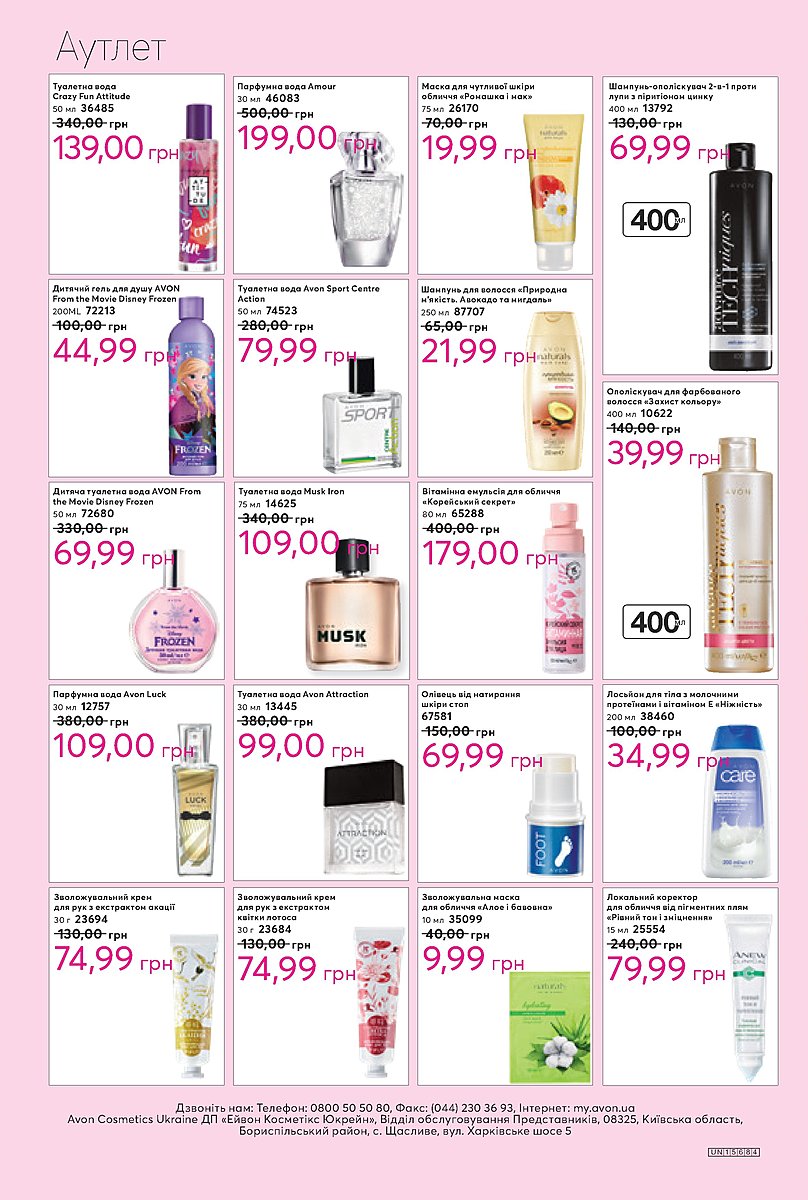 Аутлет
Туалетна вода
Crazy Fun Attitude
50 мл 36485
340,00 грн
139,00 грн
Парфумна вода Amour
30 мл 46083
500,00 грн
199,00 грн
Маска для чутливої шкіри
обличчя «Ромашка і мак»
75 мл 26170
70,00 грн
19,99 грн
Шампунь-ополіскувач 2-в-1 проти
лупи з пірітіоном цинку
400 мл 13792
130,00 грн
69,99 грн
400 мл
Дитячий гель для душу AVON
From the Movie Disney Frozen
200ML 72213
100,00 грн
44,99 грн
FROZEN
Туалетна вода Avon Sport Centre
Action
50 мл 74523
280,00 грн
79,99 грн
SPORT
Шампунь для волосся «Природна
м'якість. Авокадо та мигдаль»
250 мл 87707
65,00 грн
21,99 грн
naturals
Ополіскувач для фарбованого
волосся «Захист кольору»
400 мл 10622
140,00 грн
39,99 грн
400 мл
Дитяча туалетна вода AVON From
the Movie Disney Frozen
50 мл 72680
330,00 грн
69,99 грн
FROZEN
Туалетна вода Musk Iron
75 мл 14625
340,00 грн
109,00 грн
MUSK
IRON
Вітамінна емульсія для обличчя
«Корейський секрет»
80 мл 65288
400,00 грн
179,00 грн
Парфумна вода Avon Luck
30 мл 12757
380,00 грн
109,00 грн
LUCK
Туалетна вода Avon Attraction
30 мл 13445
380,00 грн
99,00 грн
ATTRACTION
Олівець від натирання
шкіри стоп
67581
150,00 грн
69,99 грн
FOOT
AVON
Лосьйон для тіла з молочними
протеїнами і вітаміном Е «Ніжність»
200 мл 38460
100,00 грн
34,99 грн
AVON
care
Зволожувальний крем
для рук з екстрактом акації
30 г 23694
130,00 грн
74,99 грн
Зволожувальний крем
для рук з екстрактом
квітки лотоса
30 г 23684
130,00 грн
74,99 грн
Зволожувальна маска
для обличчя «Алое і бавовна»
10 мл 35099
40,00 грн
9,99 грн
naturals
hydrating
Локальний коректор
для обличчя від пігментних плям
«Рівний тон і зміцнення»
15 мл 25554
240,00 грн
79,99 грн
ANEW
CLINICAL
Дзвоніть нам: Телефон: 0800 50 50 80, Факс: (044) 230 36 93, Інтернет: my.avon.ua
Avon Cosmetics Ukraine ДП «Ейвон Косметікс Юкрейн», Відділ обслуговування Представників, 08325, Київська область,
Бориспільський район, с. Щасливе, вул. Харківське шосе 5
UN15684